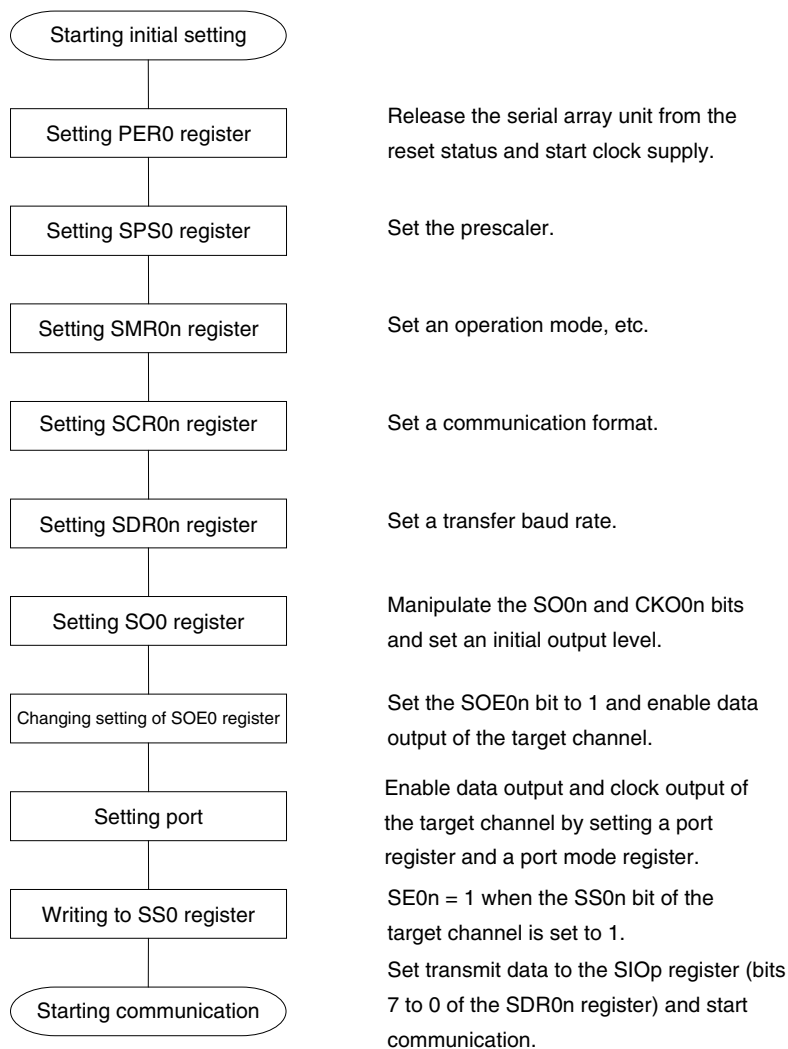 Starting initial setting
Setting PER0 register
Release the serial array unit from the
reset status and start clock supply.
Setting SPS0 register
Set the prescaler.
Setting SMR0n register
Set an operation mode, etc.
Setting SCR0n register
Set a communication format.
Setting SDR0n register
Set a transfer baud rate.
Setting SO0 register
Manipulate the SO0n and CKO0n bits
and set an initial output level.
Changing setting of SOE0 register
Set the SOE0n bit to 1 and enable data
output of the target channel.
Setting port
Enable data output and clock output of
the target channel by setting a port
register and a port mode register.
Writing to SS0 register
SE0n = 1 when the SS0n bit of the
target channel is set to 1.
Starting communication
Set transmit data to the SIOp register (bits
7 to 0 of the SDR0n register) and start
communication.